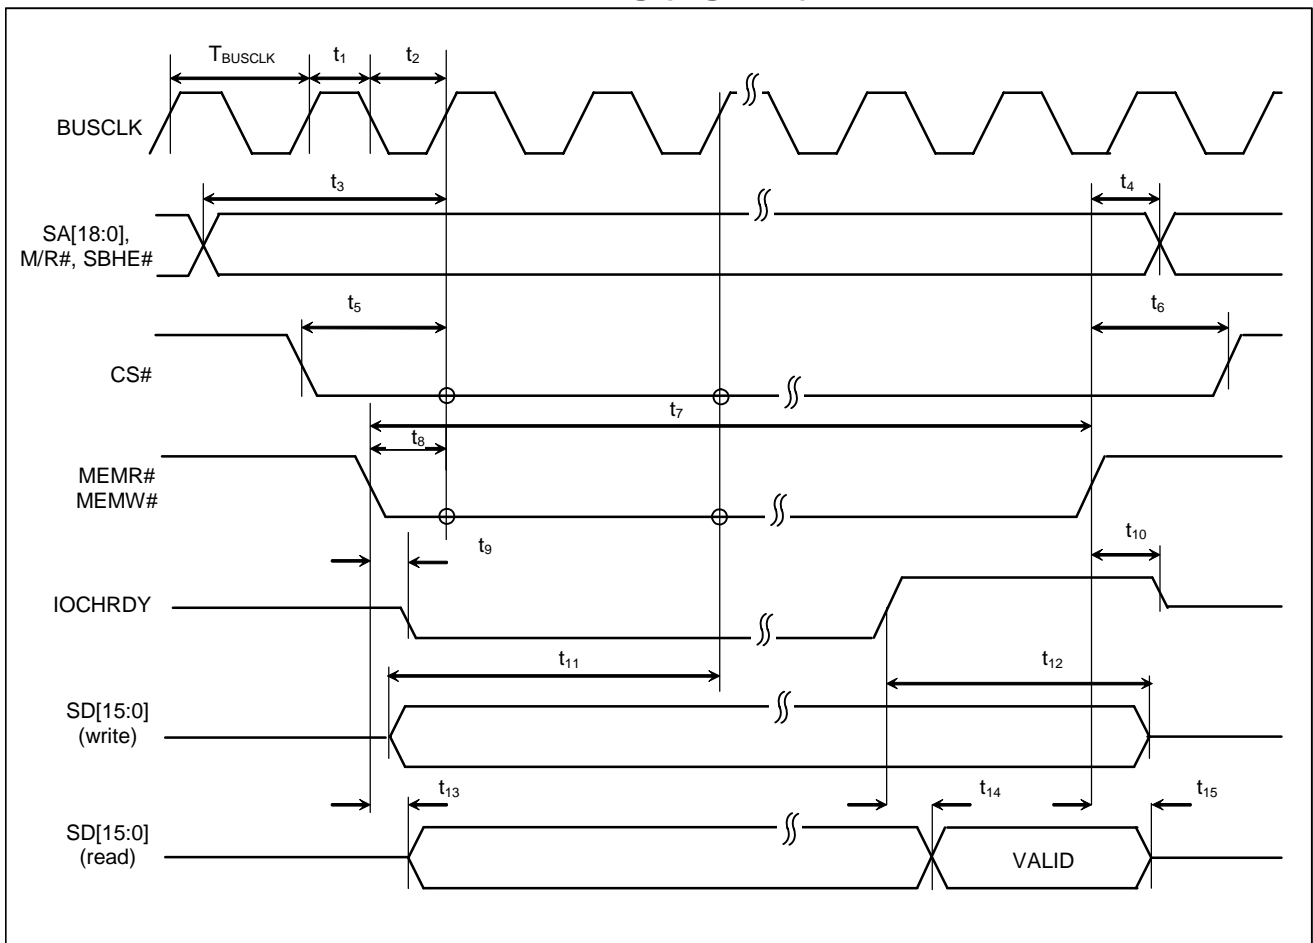 T_BUSCLK t₁ t₂
BUSCLK
t₃ t₄
SA[18:0],
M/R#, SBHE#
t₅ t₆
CS#
t₇
t₈
MEMR#
MEMW#
t₉ t₁₀
IOCHRDY
t₁₁ t₁₂
SD[15:0]
(write)
t₁₃ t₁₄ t₁₅
SD[15:0]
(read)
VALID